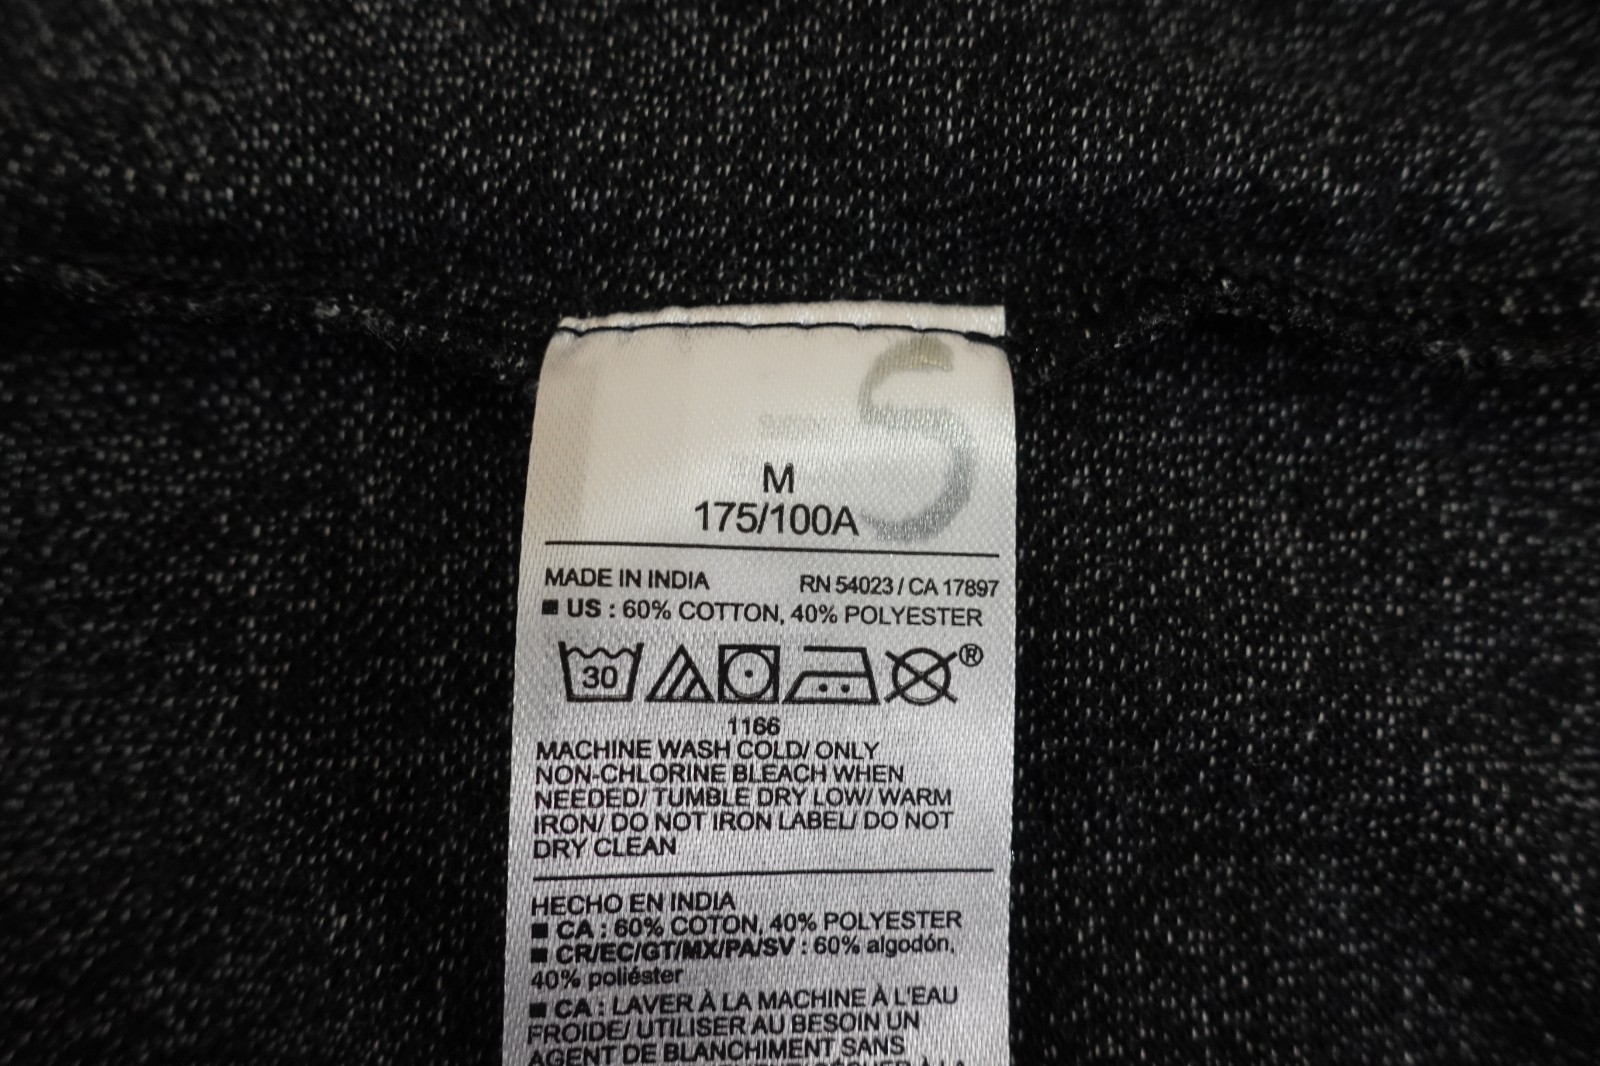 5
M
175/100A
MADE IN INDIA RN 54023 / CA 17897
■ US : 60% COTTON, 40% POLYESTER
30 ®
1166
MACHINE WASH COLD/ ONLY
NON-CHLORINE BLEACH WHEN
NEEDED/ TUMBLE DRY LOW/ WARM
IRON/ DO NOT IRON LABEL/ DO NOT
DRY CLEAN
HECHO EN INDIA
■ CA : 60% COTON, 40% POLYESTER
■ CR/EC/GT/MX/PA/SV : 60% algodón,
40% poliéster
■ CA : LAVER À LA MACHINE À L'EAU
FROIDE/ UTILISER AU BESOIN UN
AGENT DE BLANCHIMENT SANS